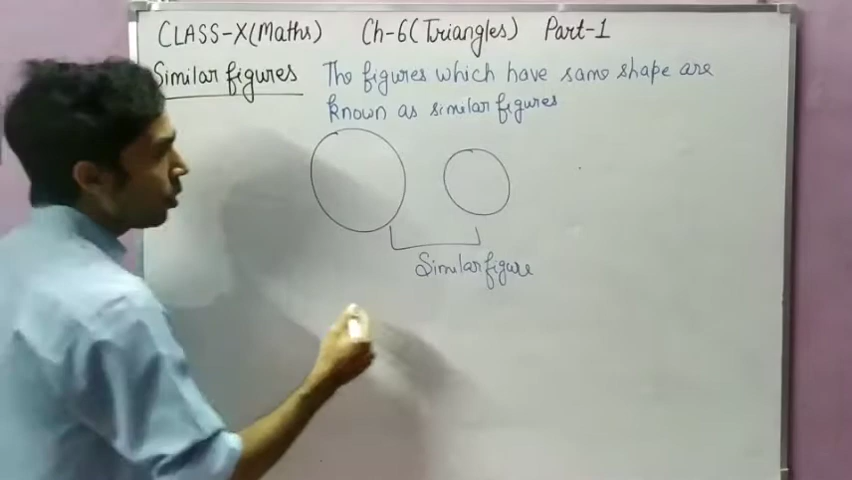 CLASS-X(Maths) Ch-6(Triangles) Part-1
Similar figures The figures which have same shape are
known as similar figures
Similar figure